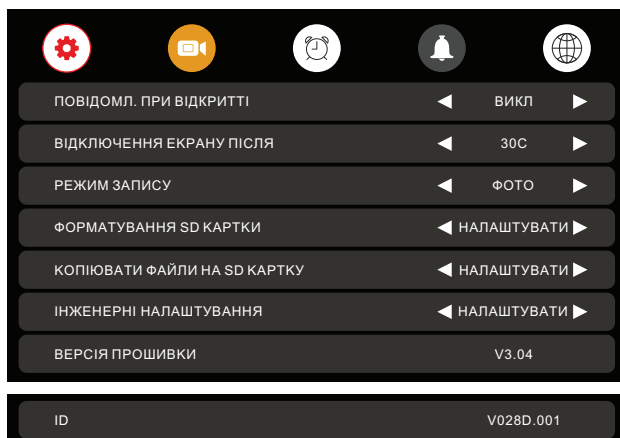 ПОВІДОМЛ. ПРИ ВІДКРИТТІ ВИКЛ
ВІДКЛЮЧЕННЯ ЕКРАНУ ПІСЛЯ 30С
РЕЖИМ ЗАПИСУ ФОТО
ФОРМАТУВАННЯ SD КАРТКИ НАЛАШТУВАТИ
КОПІЮВАТИ ФАЙЛИ НА SD КАРТКУ НАЛАШТУВАТИ
ІНЖЕНЕРНІ НАЛАШТУВАННЯ НАЛАШТУВАТИ
ВЕРСІЯ ПРОШИВКИ V3.04
ID V028D.001